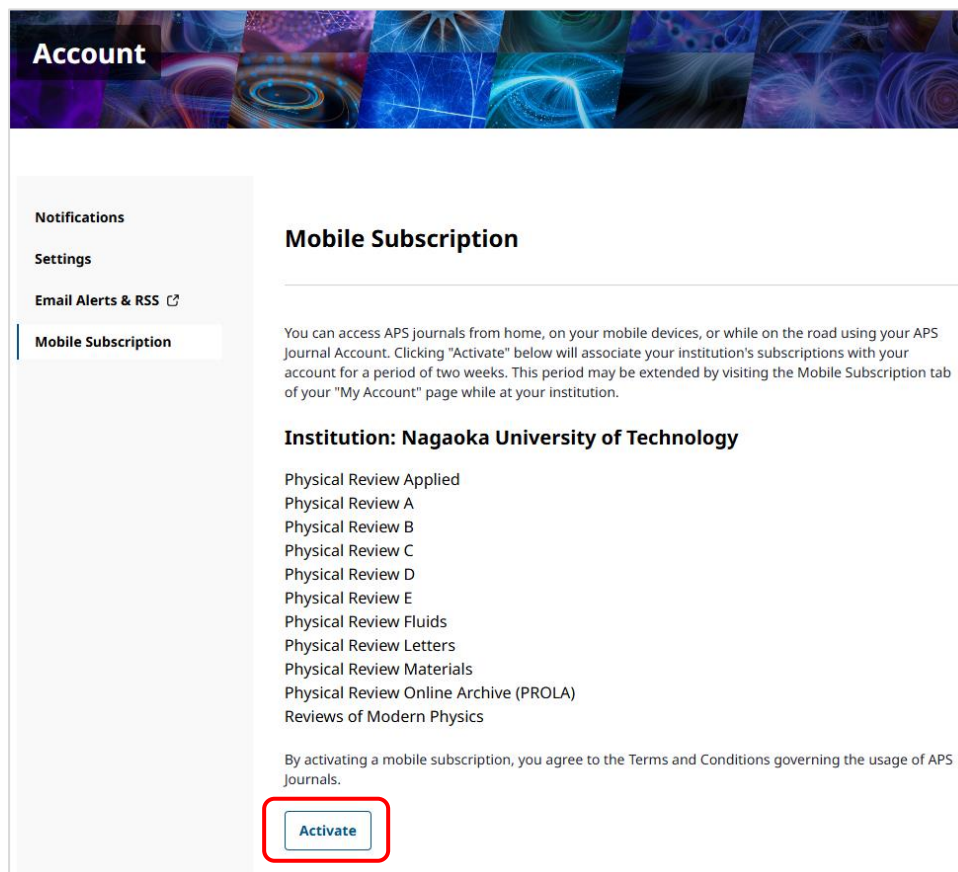 Account
Notifications
Settings
Email Alerts & RSS
Mobile Subscription
Mobile Subscription
You can access APS journals from home, on your mobile devices, or while on the road using your APS
Journal Account. Clicking "Activate" below will associate your institution's subscriptions with your
account for a period of two weeks. This period may be extended by visiting the Mobile Subscription tab
of your "My Account" page while at your institution.
Institution: Nagaoka University of Technology
Physical Review Applied
Physical Review A
Physical Review B
Physical Review C
Physical Review D
Physical Review E
Physical Review Fluids
Physical Review Letters
Physical Review Materials
Physical Review Online Archive (PROLA)
Reviews of Modern Physics
By activating a mobile subscription, you agree to the Terms and Conditions governing the usage of APS
Journals.
Activate